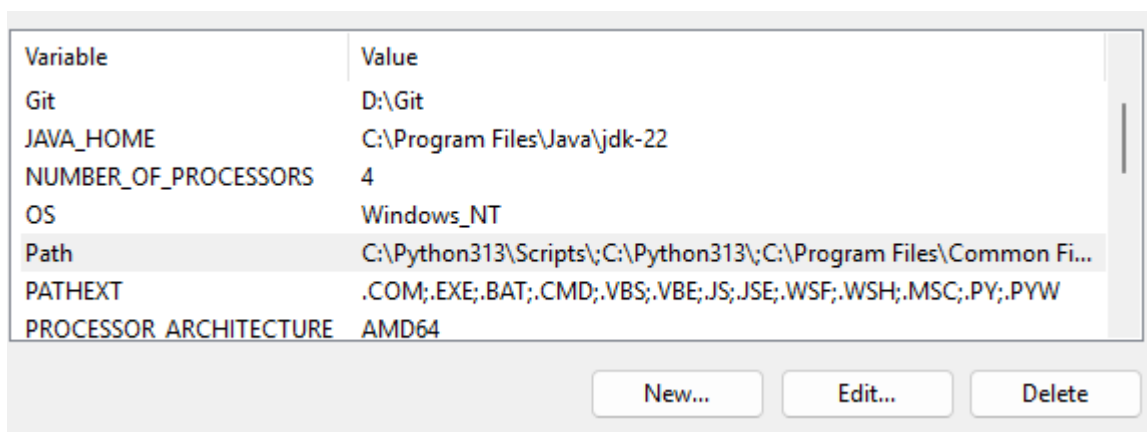 Variable Value
Git D:\Git
JAVA_HOME C:\Program Files\Java\jdk-22
NUMBER_OF_PROCESSORS 4
OS Windows_NT
Path C:\Python313\Scripts\;C:\Python313\;C:\Program Files\Common Fi...
PATHEXT .COM;.EXE;.BAT;.CMD;.VBS;.VBE;.JS;.JSE;.WSF;.WSH;.MSC;.PY;.PYW
PROCESSOR_ARCHITECTURE AMD64
New... Edit... Delete